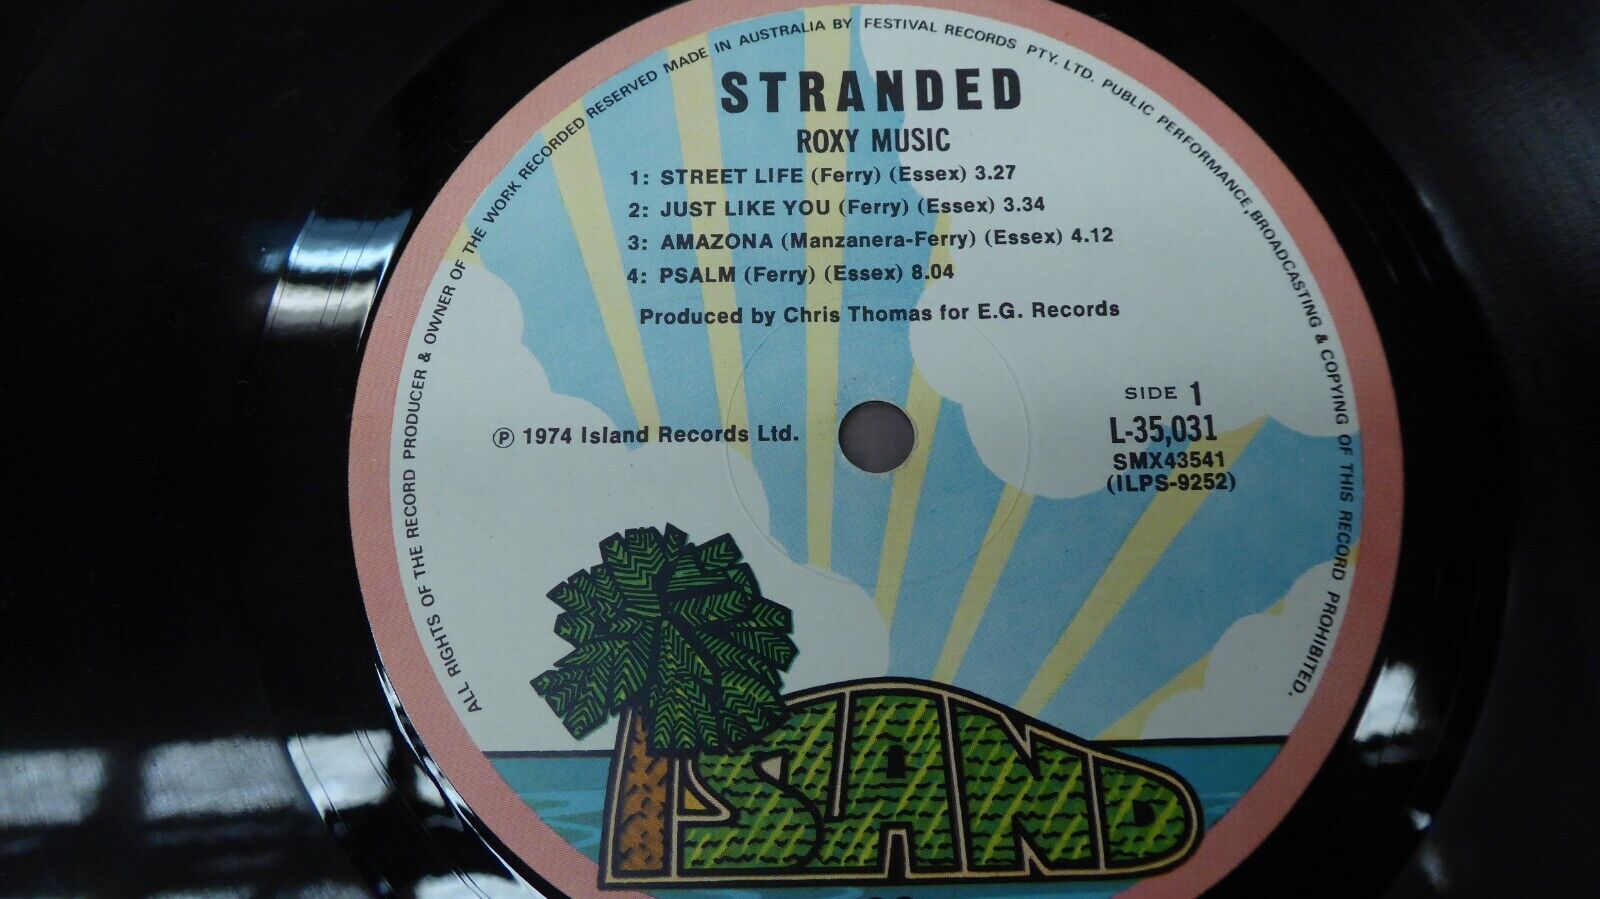 ALL RIGHTS OF THE RECORD PRODUCER & OWNER OF THE WORK RECORDED RESERVED MADE IN AUSTRALIA BY FESTIVAL RECORDS PTY. LTD. PUBLIC PERFORMANCE, BROADCASTING & COPYING OF THIS RECORD PROHIBITED.
STRANDED
ROXY MUSIC
1: STREET LIFE (Ferry) (Essex) 3.27
2: JUST LIKE YOU (Ferry) (Essex) 3.34
3: AMAZONA (Manzanera-Ferry) (Essex) 4.12
4: PSALM (Ferry) (Essex) 8.04
Produced by Chris Thomas for E.G. Records
SIDE 1
℗ 1974 Island Records Ltd.
L-35,031
SMX43541
(ILPS-9252)
ISLAND